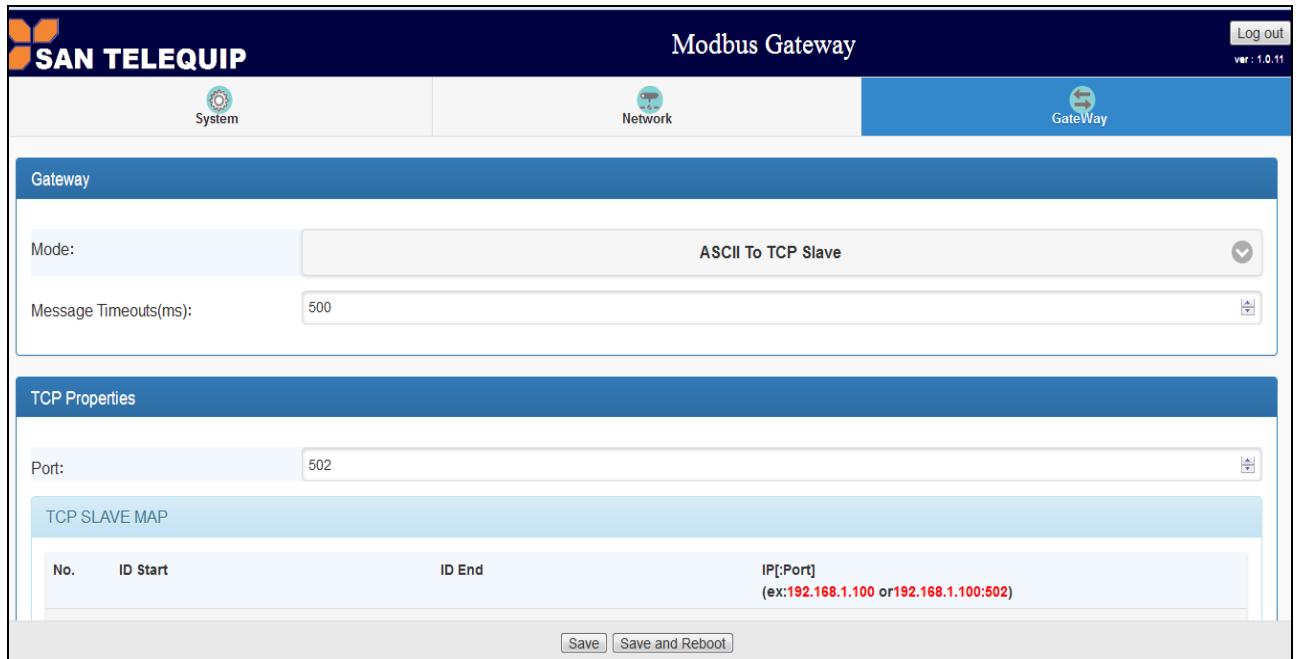 SAN TELEQUIP
Modbus Gateway
Log out
ver : 1.0.11
System
Network
GateWay
Gateway
Mode:
ASCII To TCP Slave
Message Timeouts(ms):
500
TCP Properties
Port:
502
TCP SLAVE MAP
No. ID Start ID End IP[:Port]
(ex:192.168.1.100 or192.168.1.100:502)
Save Save and Reboot